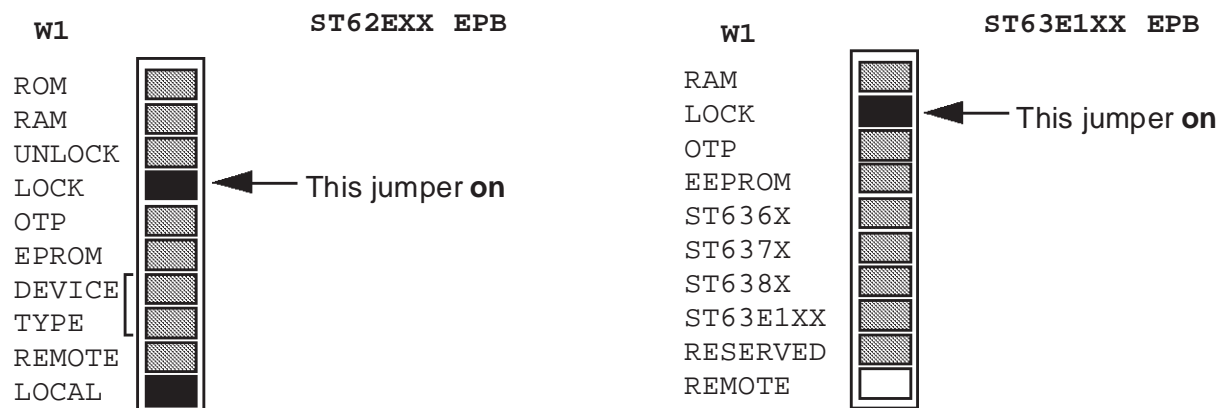 W1
ST62EXX EPB
ROM
RAM
UNLOCK
LOCK
This jumper on
OTP
EPROM
DEVICE
TYPE
REMOTE
LOCAL
W1
ST63E1XX EPB
RAM
LOCK
This jumper on
OTP
EEPROM
ST636X
ST637X
ST638X
ST63E1XX
RESERVED
REMOTE